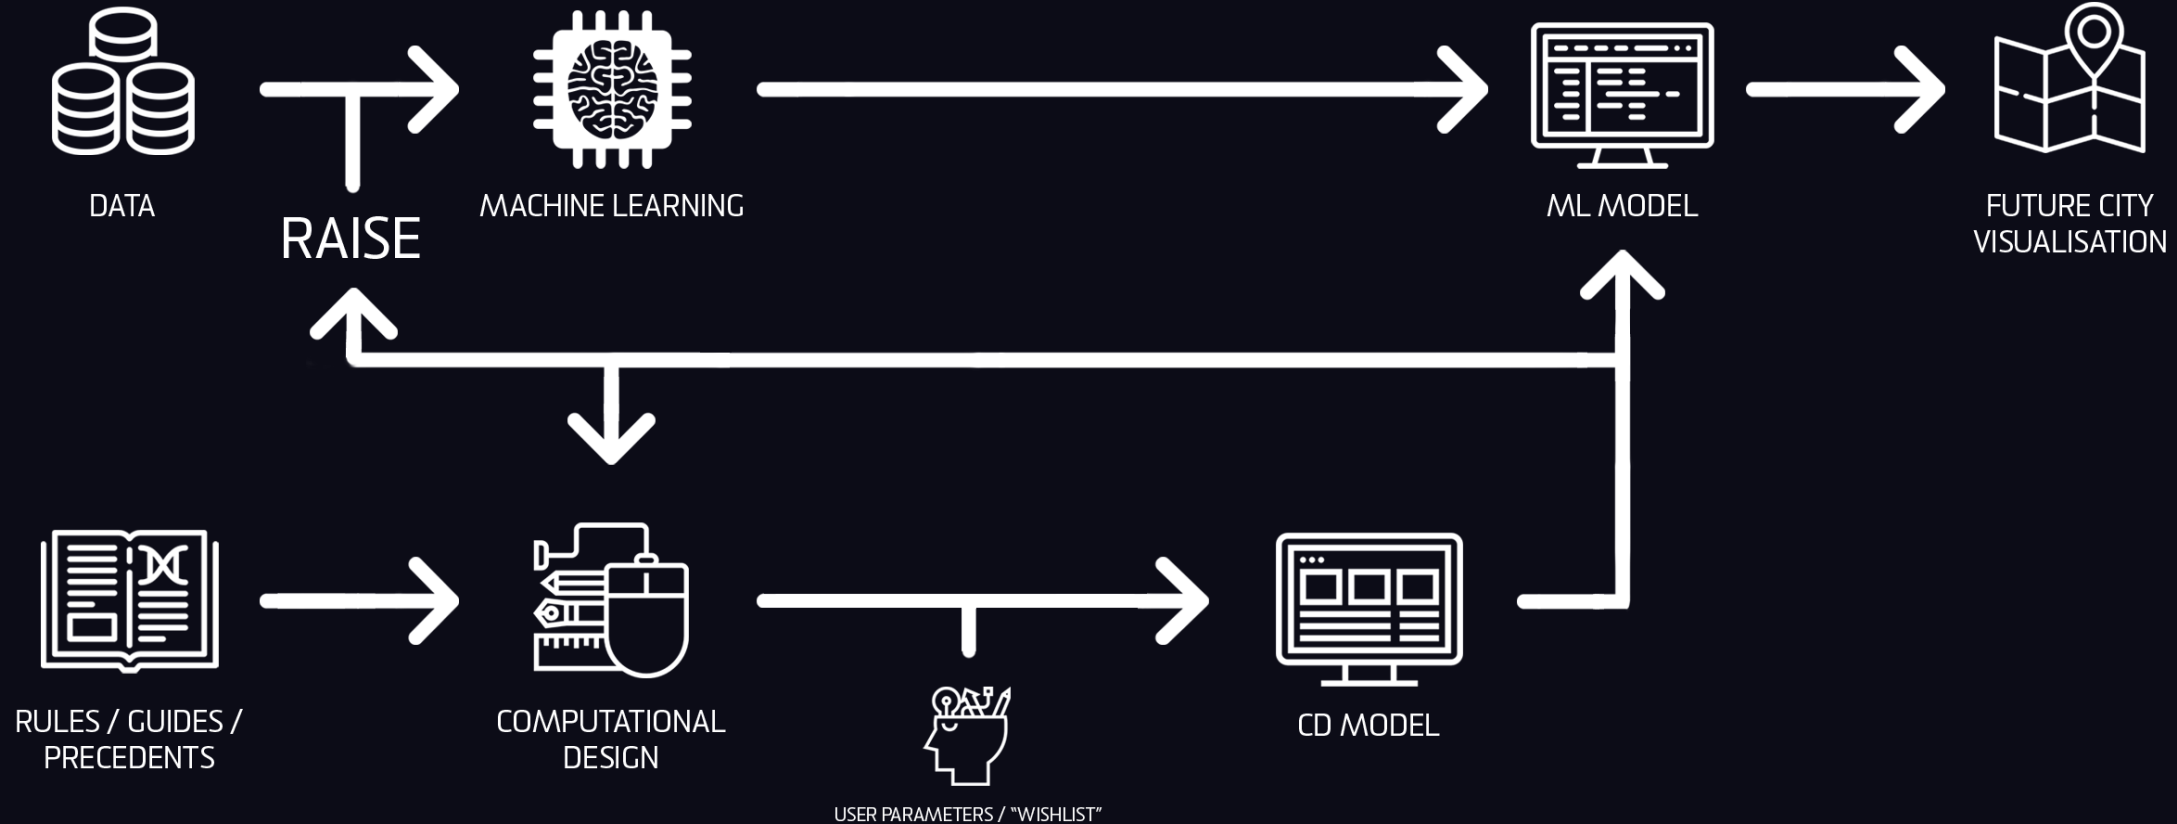 DATA
RAISE
MACHINE LEARNING
ML MODEL
FUTURE CITY
VISUALISATION
RULES / GUIDES /
PRECEDENTS
COMPUTATIONAL
DESIGN
USER PARAMETERS / “WISHLIST”
CD MODEL